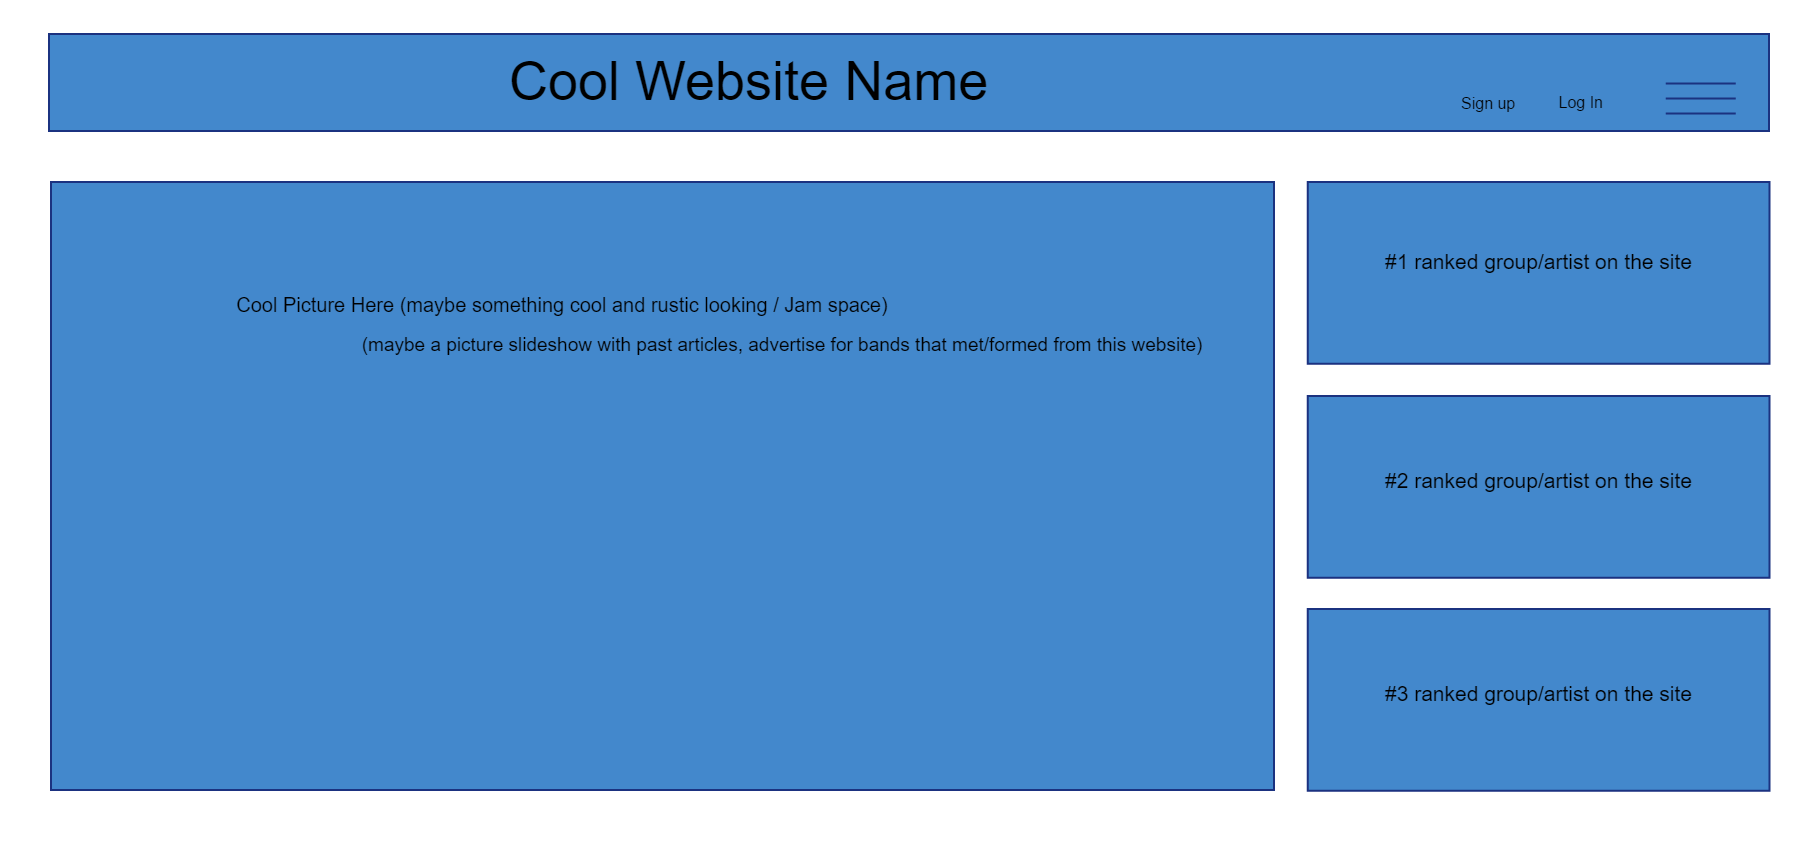 Cool Website Name
Sign up
Log In
Cool Picture Here (maybe something cool and rustic looking / Jam space)
(maybe a picture slideshow with past articles, advertise for bands that met/formed from this website)
#1 ranked group/artist on the site
#2 ranked group/artist on the site
#3 ranked group/artist on the site